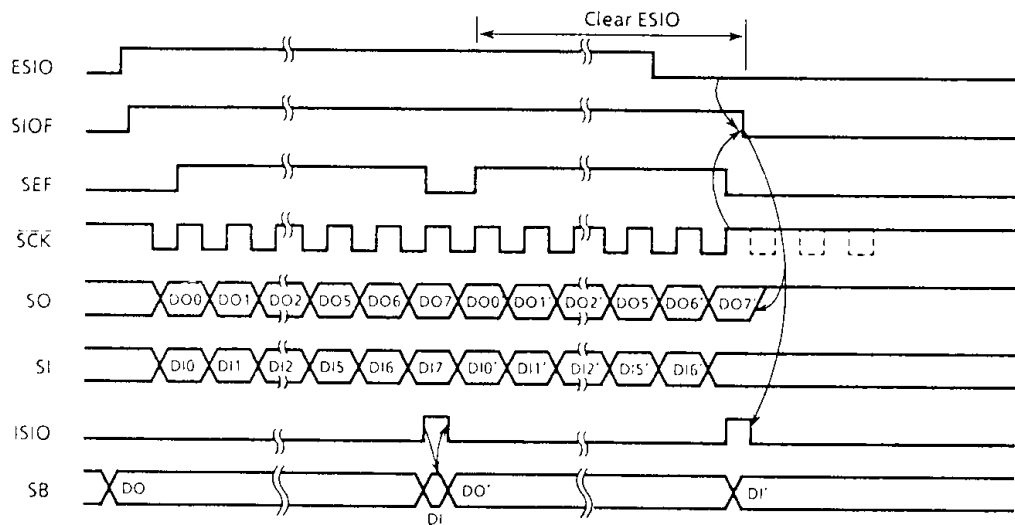 Clear ESIO
ESIO
SIOF
SEF
SCK
SO DO0 DO1 DO2 DO5 DO6 DO7 DO0' DO1' DO2' DO5' DO6' DO7'
SI DI0 DI1 DI2 DI5 DI6 DI7 DI0' DI1' DI2' DI5' DI6'
ISIO
SB DO DO' DI'
DI